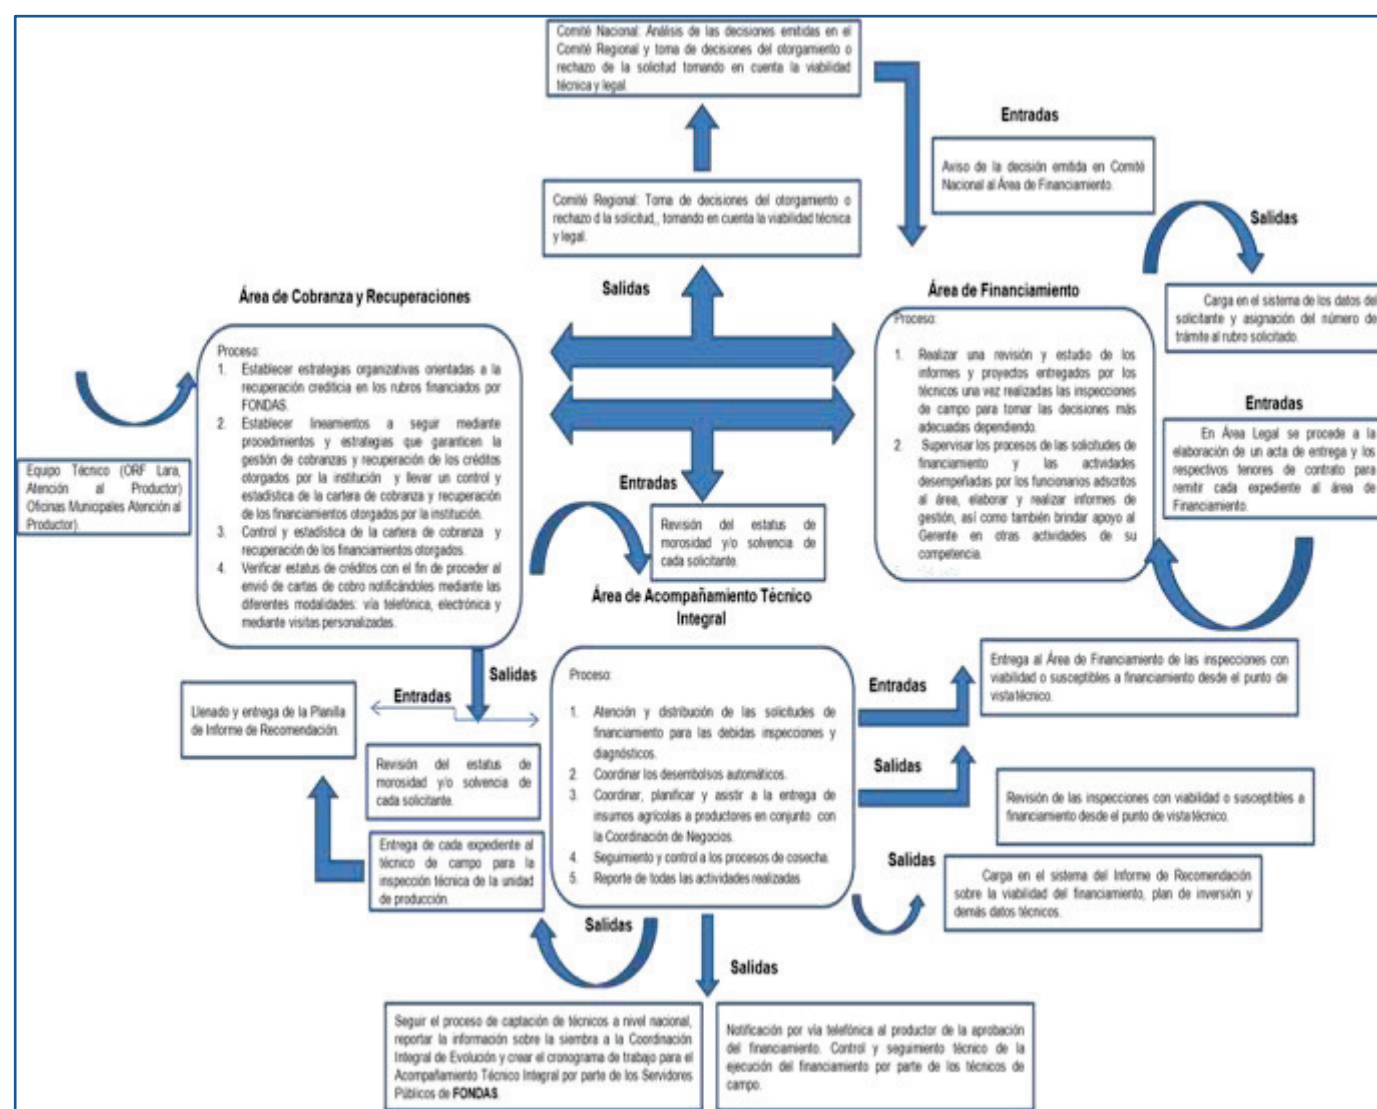 Comité Nacional: Análisis de las decisiones emitidas en el
Comité Regional y toma de decisiones del otorgamiento o
rechazo de la solicitud tomando en cuenta la viabilidad
técnica y legal.
Entradas
Aviso de la decisión emitida en Comité
Nacional al Área de Financiamiento.
Comité Regional: Toma de decisiones del otorgamiento o
rechazo d la solicitud,, tomando en cuenta la viabilidad técnica
y legal.
Salidas
Salidas
Área de Cobranza y Recuperaciones
Área de Financiamiento
Carga en el sistema de los datos del
solicitante y asignación del número de
trámite al rubro solicitado.
Proceso:
1. Establecer estrategias organizativas orientadas a la
recuperación crediticia en los rubros financiados por
FONDAS.
2. Establecer lineamientos a seguir mediante
procedimientos y estrategias que garanticen la
gestión de cobranzas y recuperación de los créditos
otorgados por la institución y llevar un control y
estadística de la cartera de cobranza y recuperación
de los financiamientos otorgados por la institución.
3. Control y estadística de la cartera de cobranza y
recuperación de los financiamientos otorgados.
4. Verificar estatus de créditos con el fin de proceder al
envió de cartas de cobro notificándoles mediante las
diferentes modalidades: vía telefónica, electrónica y
mediante visitas personalizadas.
Proceso:
1. Realizar una revisión y estudio de los
informes y proyectos entregados por los
técnicos una vez realizadas las inspecciones
de campo para tomar las decisiones más
adecuadas dependiendo.
2. Supervisar los procesos de las solicitudes de
financiamiento y las actividades
desempeñadas por los funcionarios adscritos
al área, elaborar y realizar informes de
gestión, así como también brindar apoyo al
Gerente en otras actividades de su
competencia.
Entradas
En Área Legal se procede a la
elaboración de un acta de entrega y los
respectivos tenores de contrato para
remitir cada expediente al área de
Financiamiento.
Equipo Técnico (ORF Lara,
Atención al Productor)
Oficinas Municipales Atención al
Productor).
Entradas
Revisión del estatus de
morosidad y/o solvencia de
cada solicitante.
Área de Acompañamiento Técnico
Integral
Salidas
Entradas
Llenado y entrega de la Planilla
de Informe de Recomendación.
Revisión del estatus de
morosidad y/o solvencia de
cada solicitante.
Entrega de cada expediente al
técnico de campo para la
inspección técnica de la unidad
de producción.
Proceso:
1. Atención y distribución de las solicitudes de
financiamiento para las debidas inspecciones y
diagnósticos.
2. Coordinar los desembolsos automáticos.
3. Coordinar, planificar y asistir a la entrega de
insumos agrícolas a productores en conjunto con
la Coordinación de Negocios.
4. Seguimiento y control a los procesos de cosecha.
5. Reporte de todas las actividades realizadas
Entradas
Entrega al Área de Financiamiento de las inspecciones con
viabilidad o susceptibles a financiamiento desde el punto de
vista técnico.
Salidas
Revisión de las inspecciones con viabilidad o susceptibles a
financiamiento desde el punto de vista técnico.
Salidas
Carga en el sistema del Informe de Recomendación
sobre la viabilidad del financiamiento, plan de inversión y
demás datos técnicos.
Salidas
Salidas
Seguir el proceso de captación de técnicos a nivel nacional,
reportar la información sobre la siembra a la Coordinación
Integral de Evolución y crear el cronograma de trabajo para el
Acompañamiento Técnico Integral por parte de los Servidores
Públicos de FONDAS.
Notificación por vía telefónica al productor de la aprobación
del financiamiento. Control y seguimiento técnico de la
ejecución del financiamiento por parte de los técnicos de
campo.